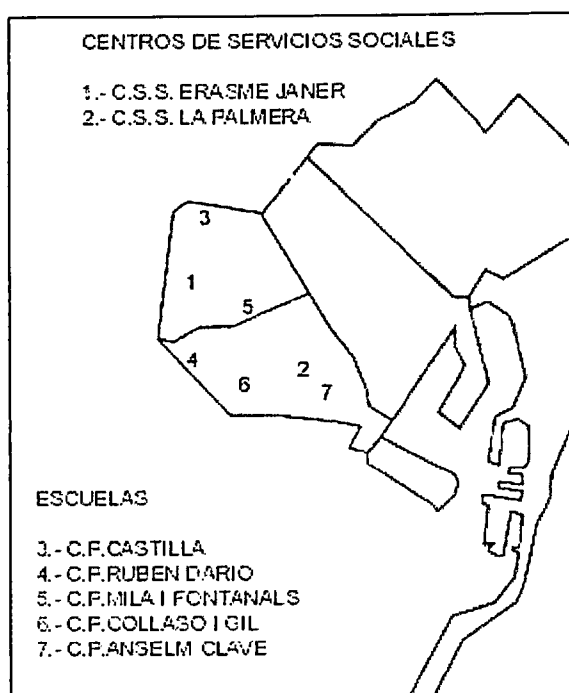 CENTROS DE SERVICIOS SOCIALES
1.- C.S.S. ERASME JANER
2.- C.S.S. LA PALMERA
3
1
5
4
2
6
7
ESCUELAS
3.- C.P.CASTILLA
4.- C.P.RUBEN DARIO
5.- C.P.MILA I FONTANALS
6.- C.P.COLLASO I GIL
7.- C.P.ANSELM CLAVE